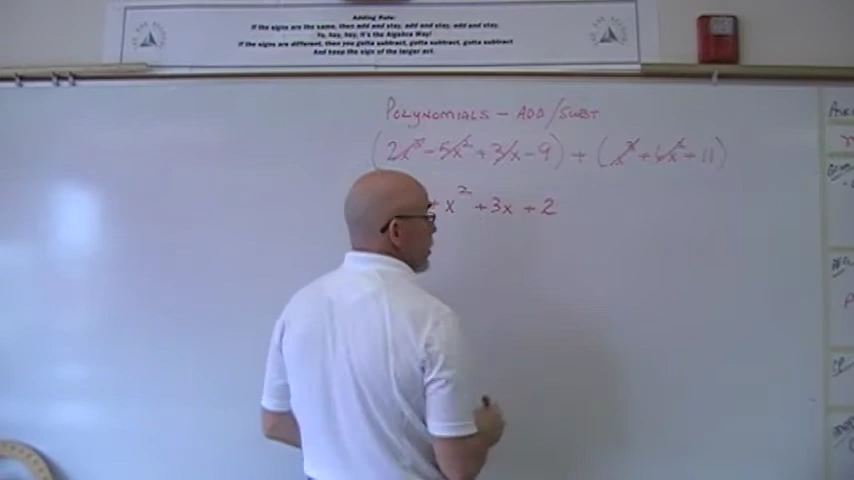 Adding Rule:
If the signs are the same, then add and stay, add and stay, add and stay.
Yo, hey, hey, it's the Algebra Way!
If the signs are different, then you gotta subtract, gotta subtract, gotta subtract
And keep the sign of the larger act.
POLYNOMIALS - ADD/SUBT
(2x³ - 5x² + 3x - 9) + (x³ + 6x² + 11)
+ x² + 3x + 2